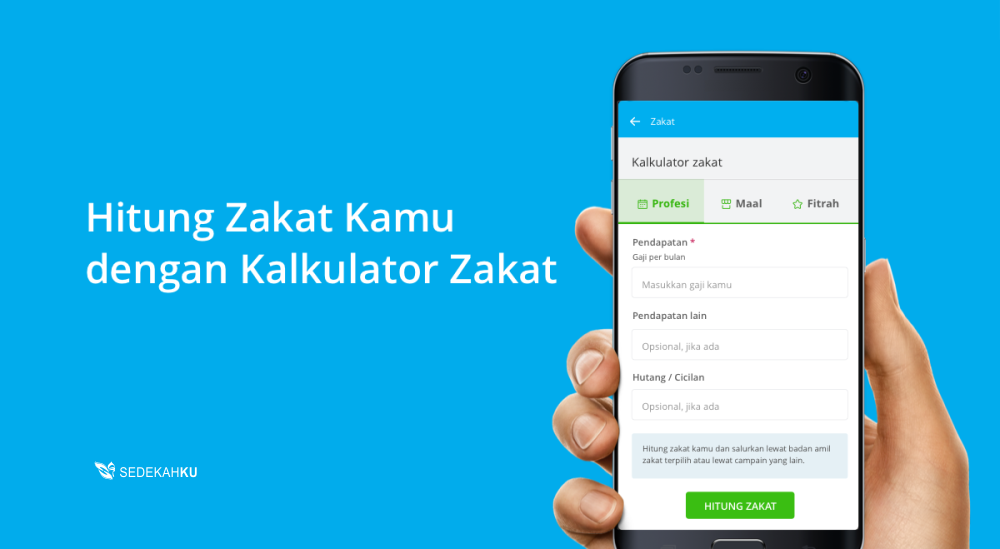 Hitung Zakat Kamu
dengan Kalkulator Zakat
SEDEKAHKU
Zakat
Kalkulator zakat
Profesi
Maal
Fitrah
Pendapatan *
Gaji per bulan
Masukkan gaji kamu
Pendapatan lain
Opsional, jika ada
Hutang / Cicilan
Opsional, jika ada
Hitung zakat kamu dan salurkan lewat badan amil
zakat terpilih atau lewat campain yang lain.
HITUNG ZAKAT